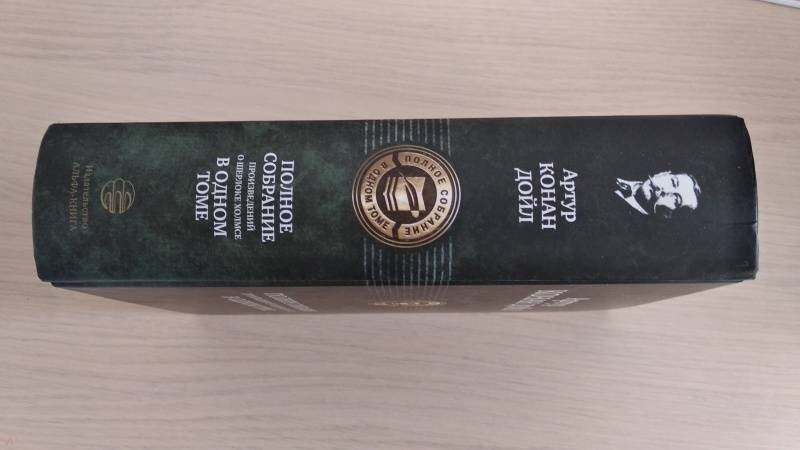 Артур
КОНАН
ДОЙЛ
ПОЛНОЕ СОБРАНИЕ
В ОДНОМ ТОМЕ
ПОЛНОЕ
СОБРАНИЕ
ПРОИЗВЕДЕНИЙ
О ШЕРЛОКЕ ХОЛМСЕ
В ОДНОМ
ТОМЕ
Издательство
АЛЬФА-КНИГА